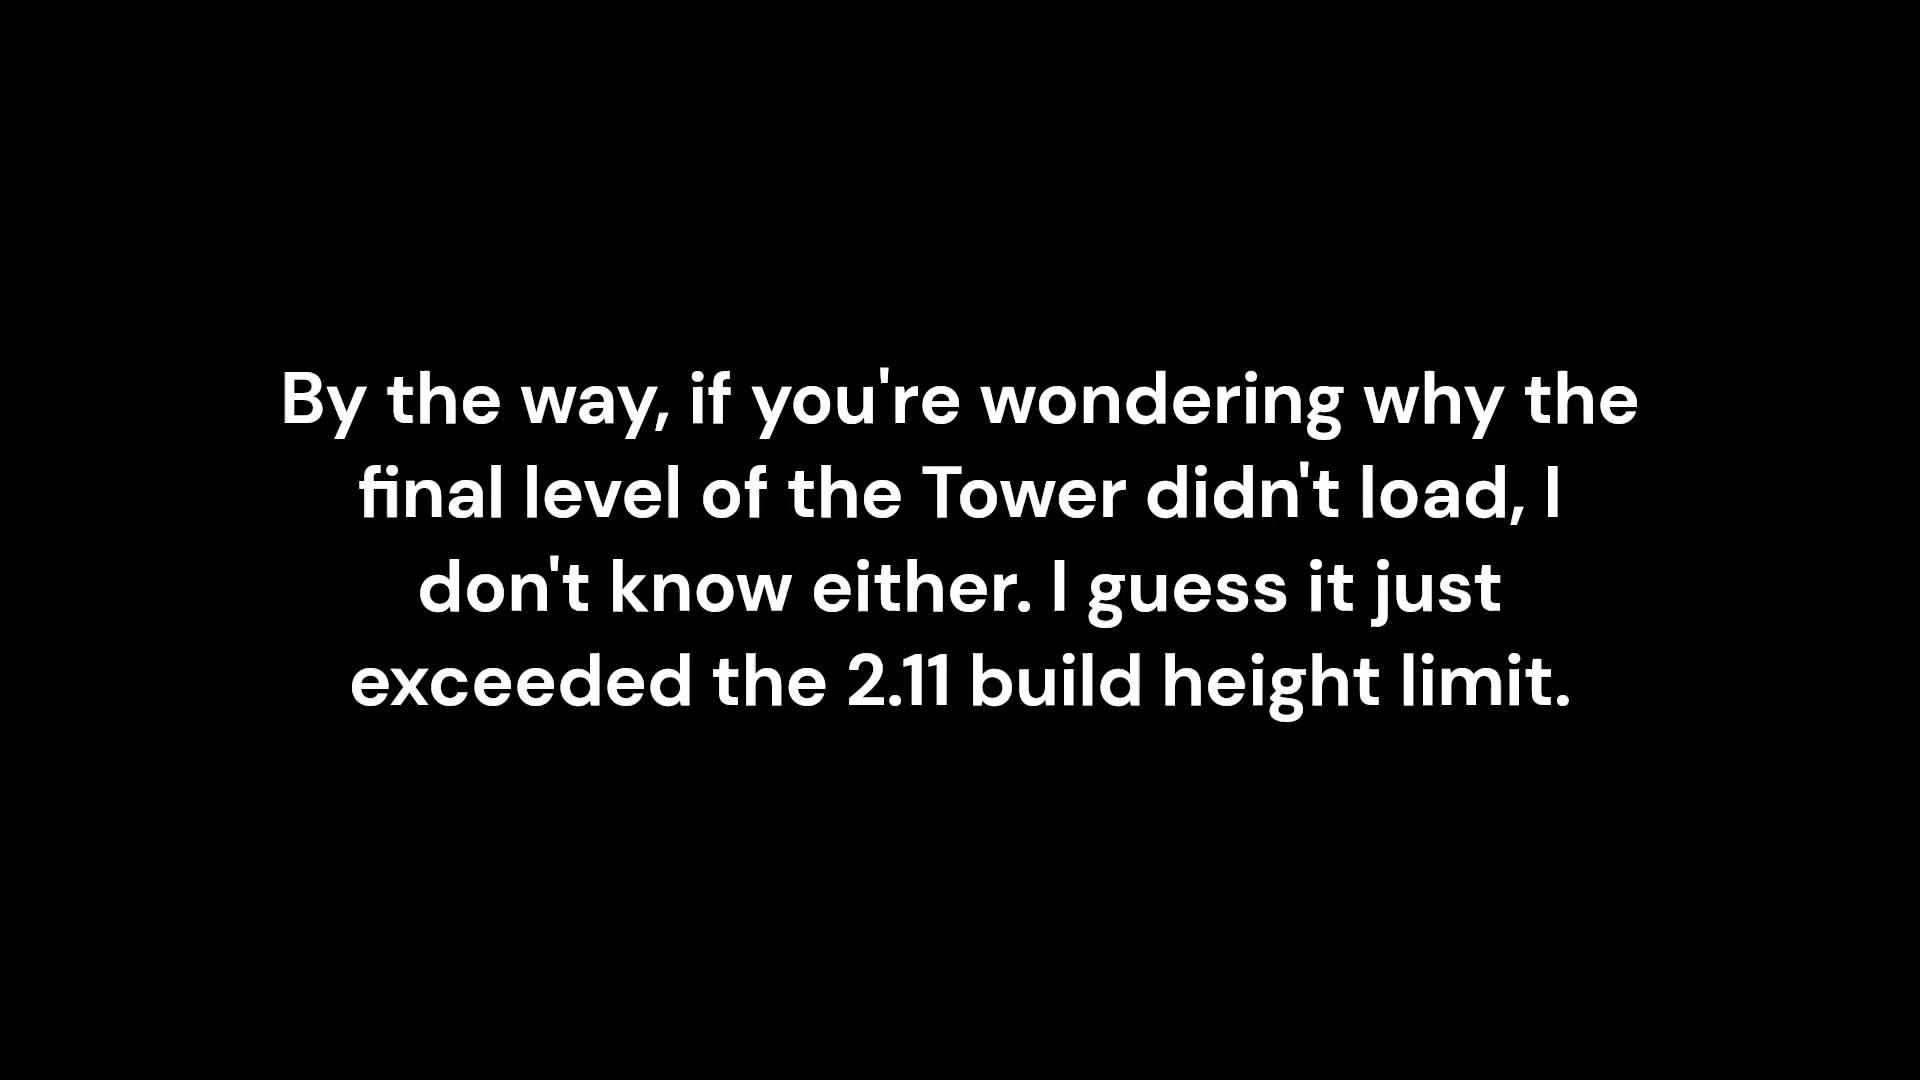 By the way, if you're wondering why the
final level of the Tower didn't load, I
don't know either. I guess it just
exceeded the 2.11 build height limit.